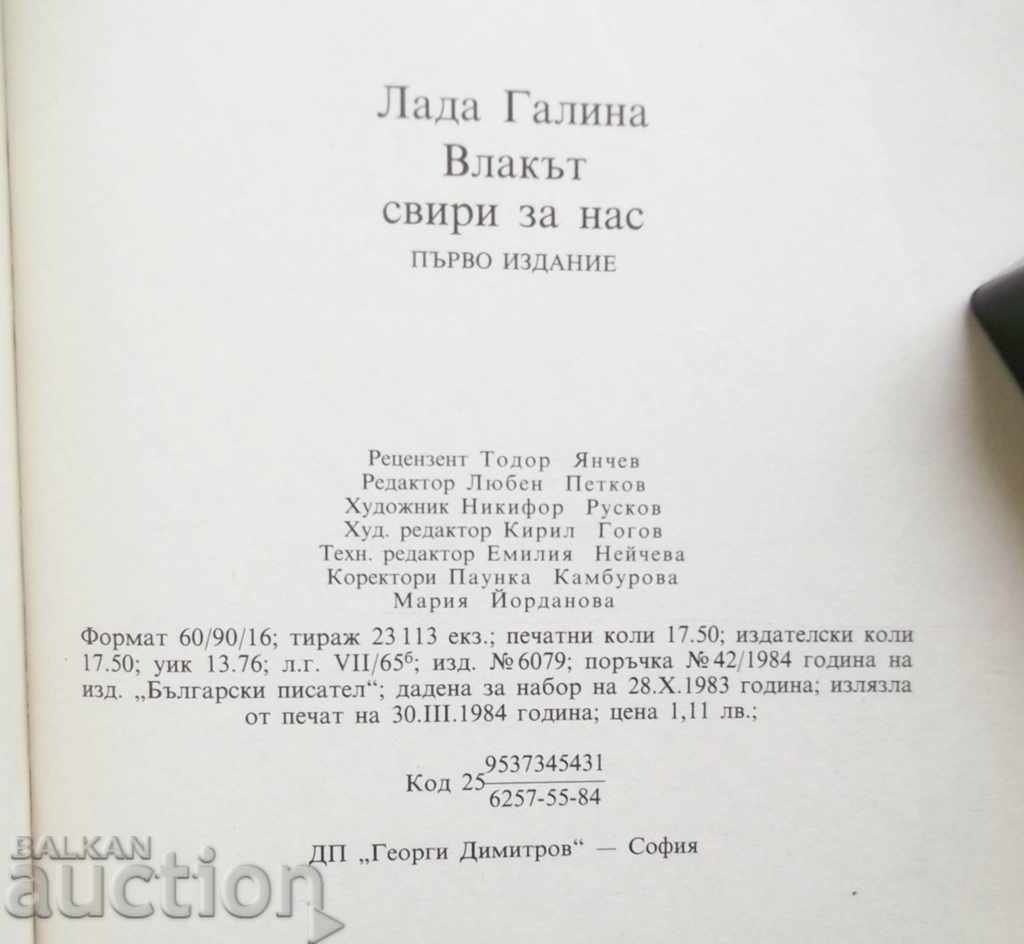 Лада Галина
Влакът
свири за нас
ПЪРВО ИЗДАНИЕ
Рецензент Тодор Янчев
Редактор Любен Петков
Художник Никифор Русков
Худ. редактор Кирил Гогов
Техн. редактор Емилия Нейчева
Коректори Паунка Камбурова
Мария Йорданова
Формат 60/90/16; тираж 23 113 екз.; печатни коли 17.50; издателски коли
17.50; уик 13.76; л.г. VII/65б; изд. №6079; поръчка №42/1984 година на
изд. „Български писател“; дадена за набор на 28.X.1983 година; излязла
от печат на 30.III.1984 година; цена 1,11 лв.;
Код 25 9537345431
6257-55-84
ДП „Георги Димитров“ — София
BALKAN
auction